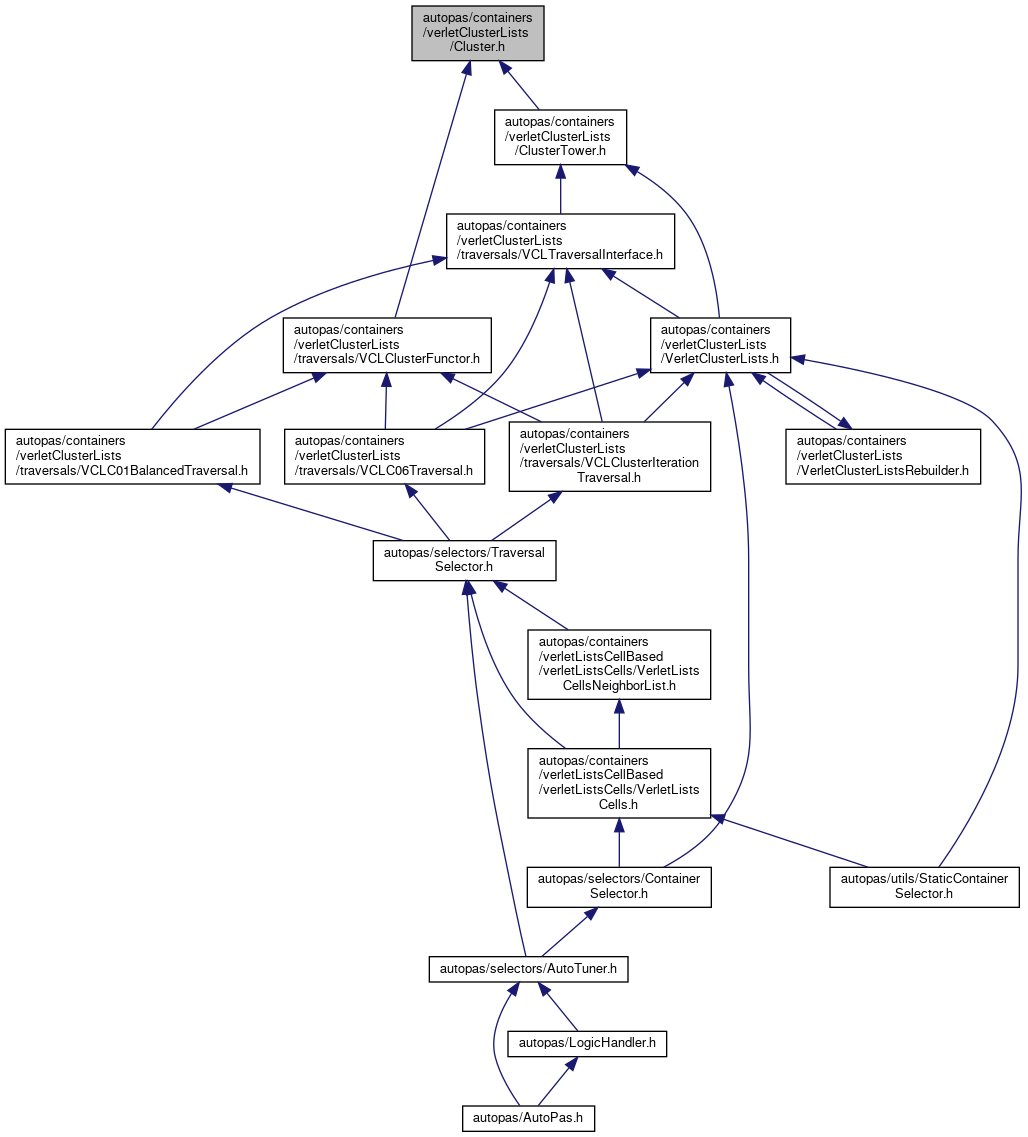 autopas/containers
/verletClusterLists
/Cluster.h
autopas/containers
/verletClusterLists
/ClusterTower.h
autopas/containers
/verletClusterLists
/traversals/VCLTraversalInterface.h
autopas/containers
/verletClusterLists
/traversals/VCLClusterFunctor.h
autopas/containers
/verletClusterLists
/VerletClusterLists.h
autopas/containers
/verletClusterLists
/traversals/VCLC01BalancedTraversal.h
autopas/containers
/verletClusterLists
/traversals/VCLC06Traversal.h
autopas/containers
/verletClusterLists
/traversals/VCLClusterIteration
Traversal.h
autopas/containers
/verletClusterLists
/VerletClusterListsRebuilder.h
autopas/selectors/Traversal
Selector.h
autopas/containers
/verletListsCellBased
/verletListsCells/VerletLists
CellsNeighborList.h
autopas/containers
/verletListsCellBased
/verletListsCells/VerletLists
Cells.h
autopas/selectors/Container
Selector.h
autopas/utils/StaticContainer
Selector.h
autopas/selectors/AutoTuner.h
autopas/LogicHandler.h
autopas/AutoPas.h